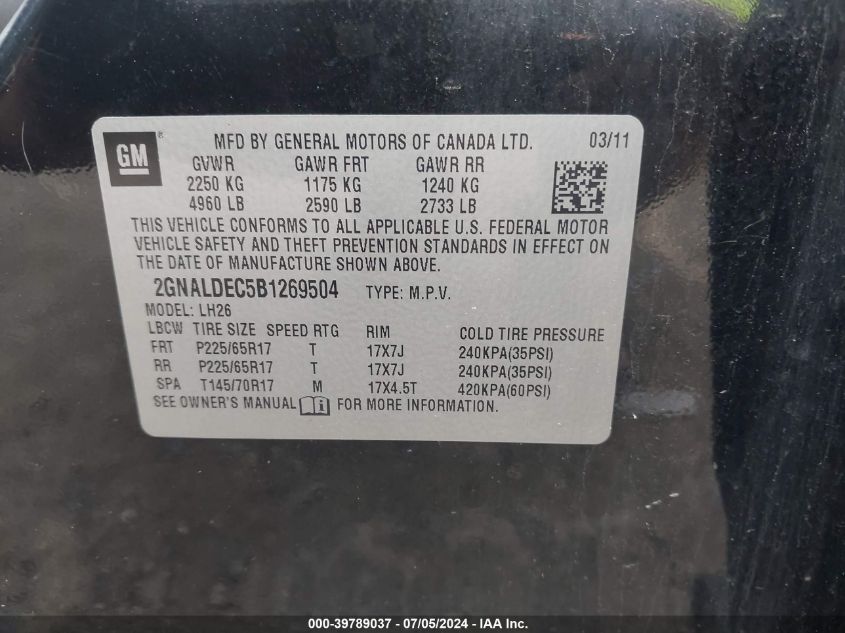 GM ® MFD BY GENERAL MOTORS OF CANADA LTD. 03/11
GVWR GAWR FRT GAWR RR
2250 KG 1175 KG 1240 KG
4960 LB 2590 LB 2733 LB
THIS VEHICLE CONFORMS TO ALL APPLICABLE U.S. FEDERAL MOTOR
VEHICLE SAFETY AND THEFT PREVENTION STANDARDS IN EFFECT ON
THE DATE OF MANUFACTURE SHOWN ABOVE.
2GNALDEC5B1269504 TYPE: M.P.V.
MODEL: LH26
LBCW TIRE SIZE SPEED RTG RIM COLD TIRE PRESSURE
FRT P225/65R17 T 17X7J 240KPA(35PSI)
RR P225/65R17 T 17X7J 240KPA(35PSI)
SPA T145/70R17 M 17X4.5T 420KPA(60PSI)
SEE OWNER'S MANUAL FOR MORE INFORMATION.
000-39789037 - 07/05/2024 - IAA Inc.